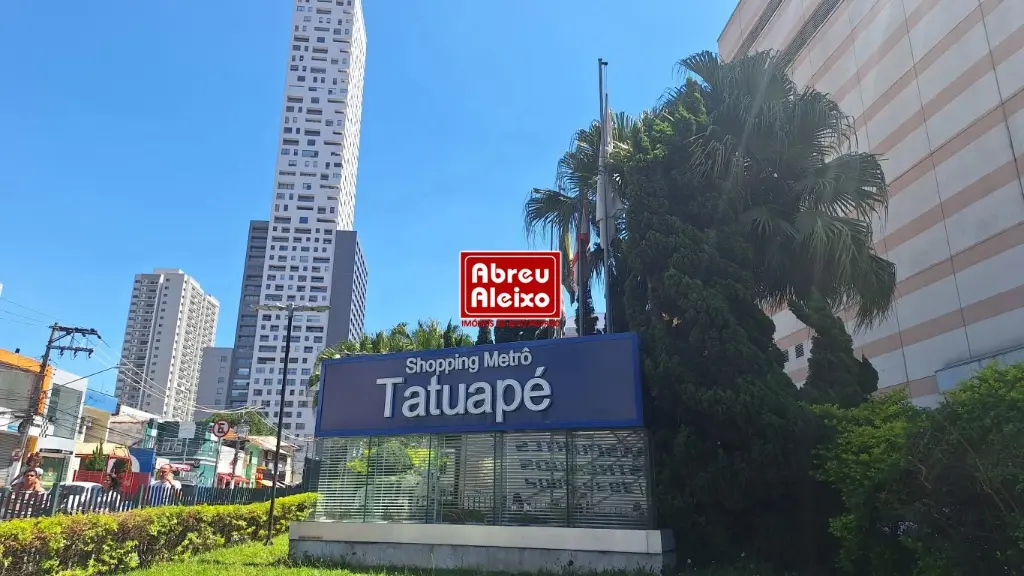 Abreu
Aleixo
Shopping Metrô
Tatuapé
E